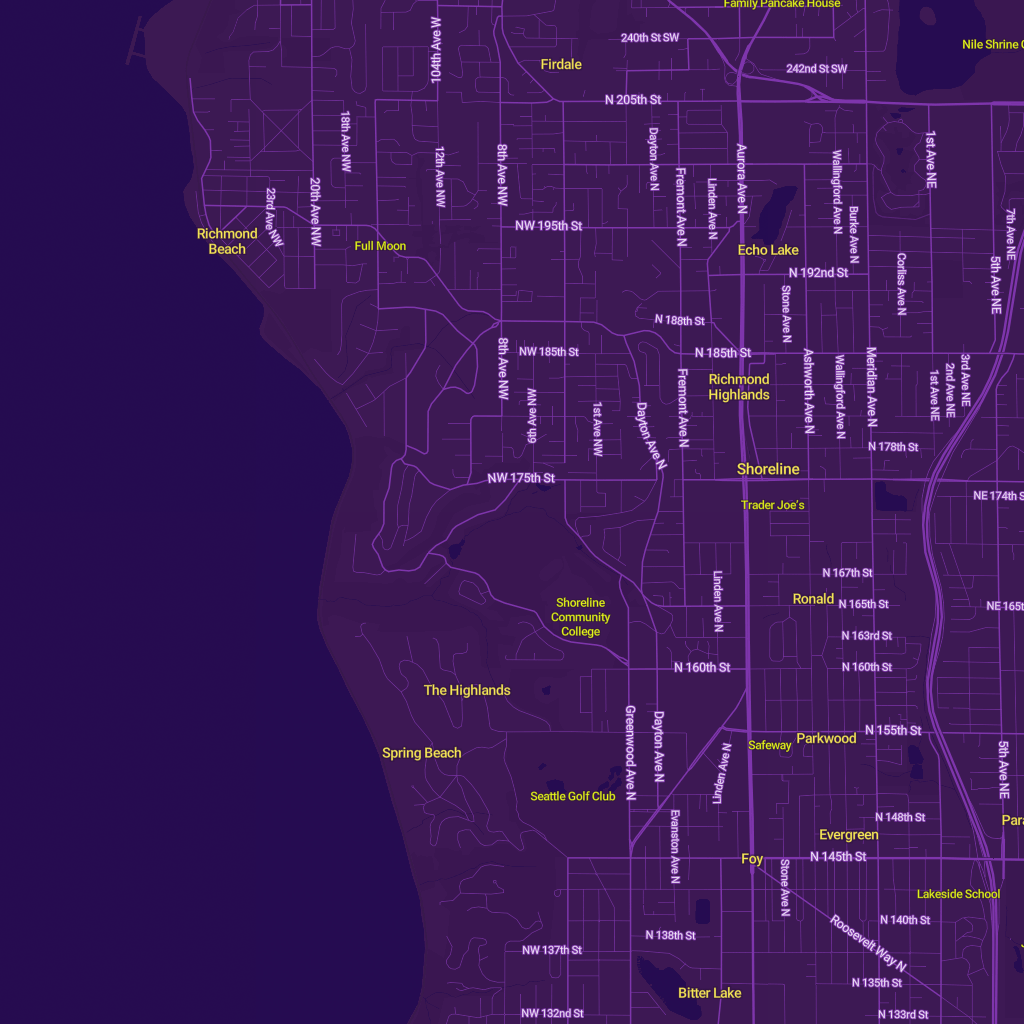 Family Pancake House
240th St SW
Nile Shrine
Firdale
242nd St SW
104th Ave W
N 205th St
18th Ave NW
12th Ave NW
8th Ave NW
Dayton Ave N
Fremont Ave N
Linden Ave N
Aurora Ave N
Wallingford Ave N
Burke Ave N
1st Ave NE
20th Ave NW
23rd Ave NW
7th Ave NE
5th Ave NE
Richmond
Beach
Full Moon
NW 195th St
Echo Lake
N 192nd St
Corliss Ave N
Stone Ave N
N 188th St
NW 185th St
N 185th St
8th Ave NW
Richmond
Highlands
Fremont Ave N
Ashworth Ave N
Wallingford Ave N
Meridian Ave N
1st Ave NE
2nd Ave NE
3rd Ave NE
6th Ave NW
1st Ave NW
Dayton Ave N
N 178th St
Shoreline
NW 175th St
NE 174th S
Trader Joe's
N 167th St
Linden Ave N
Ronald
N 165th St
NE 165t
Shoreline
Community
College
N 163rd St
N 160th St
N 160th St
The Highlands
Greenwood Ave N
Dayton Ave N
N 155th St
Parkwood
Safeway
Spring Beach
Linden Ave N
5th Ave NE
Seattle Golf Club
N 148th St
Par
Evergreen
Evanston Ave N
Foy
N 145th St
Stone Ave N
Lakeside School
N 140th St
Roosevelt Way N
N 138th St
NW 137th St
N 135th St
Bitter Lake
NW 132nd St
N 133rd St